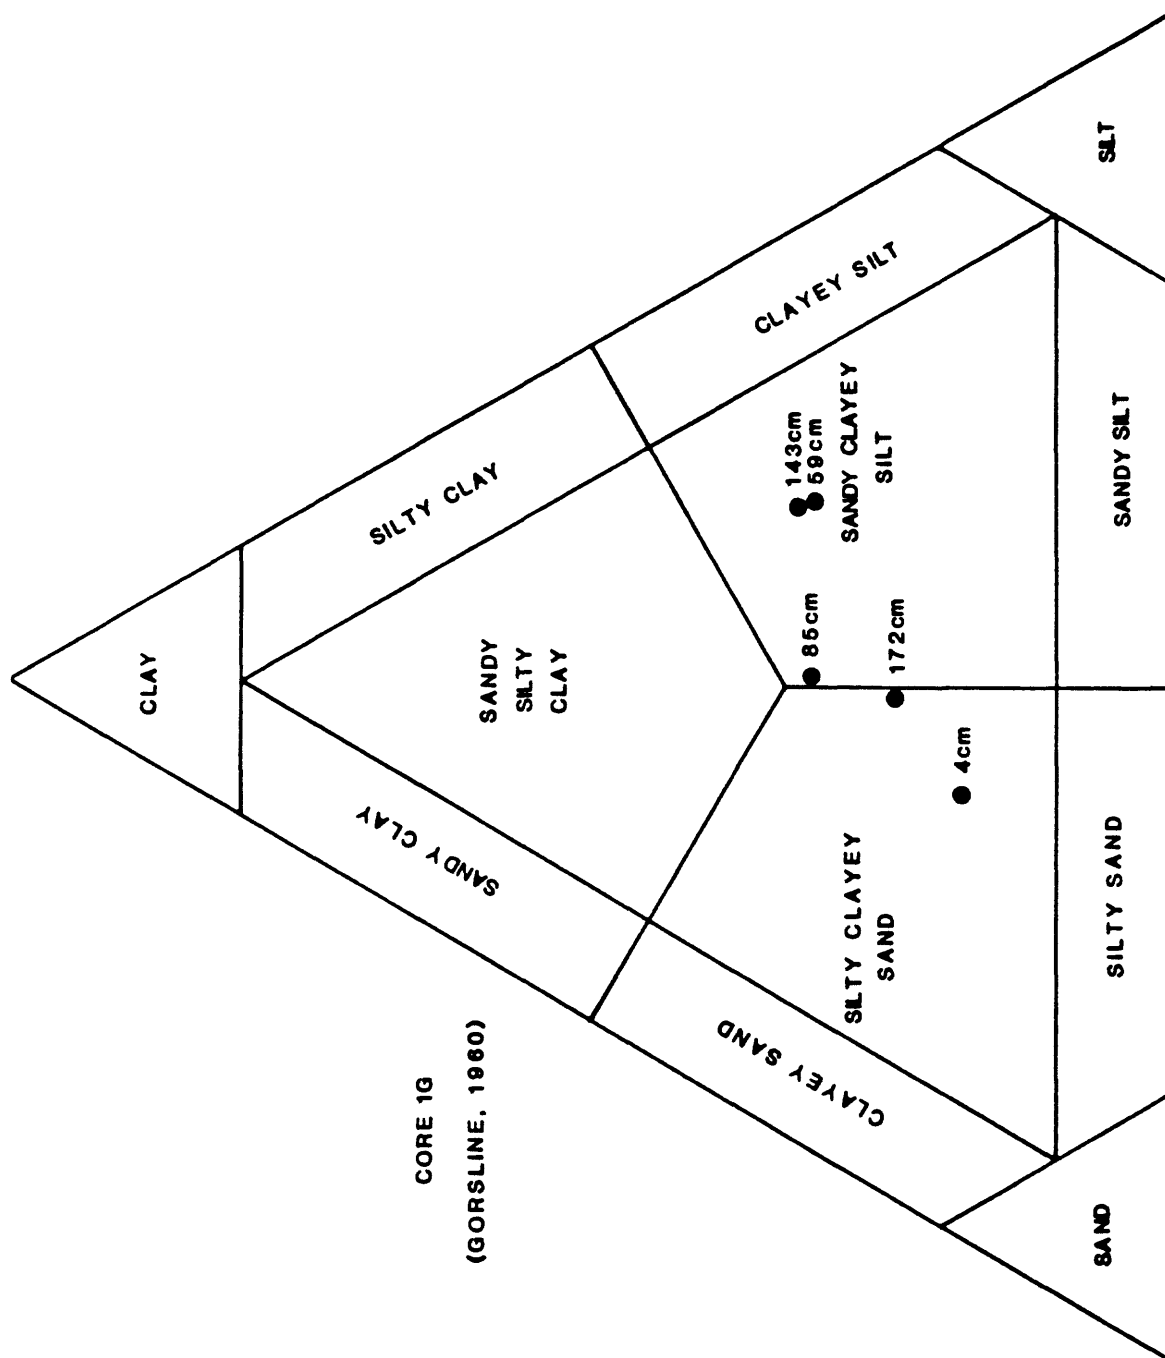 CORE 1G
(GORSLINE, 1960)
CLAY
SANDY CLAY
SILTY CLAY
SANDY
SILTY
CLAY
CLAYEY SAND
CLAYEY SILT
SILTY CLAYEY
SAND
SANDY CLAYEY
SILT
143cm
59cm
85cm
172cm
4cm
SAND
SILTY SAND
SANDY SILT
SILT